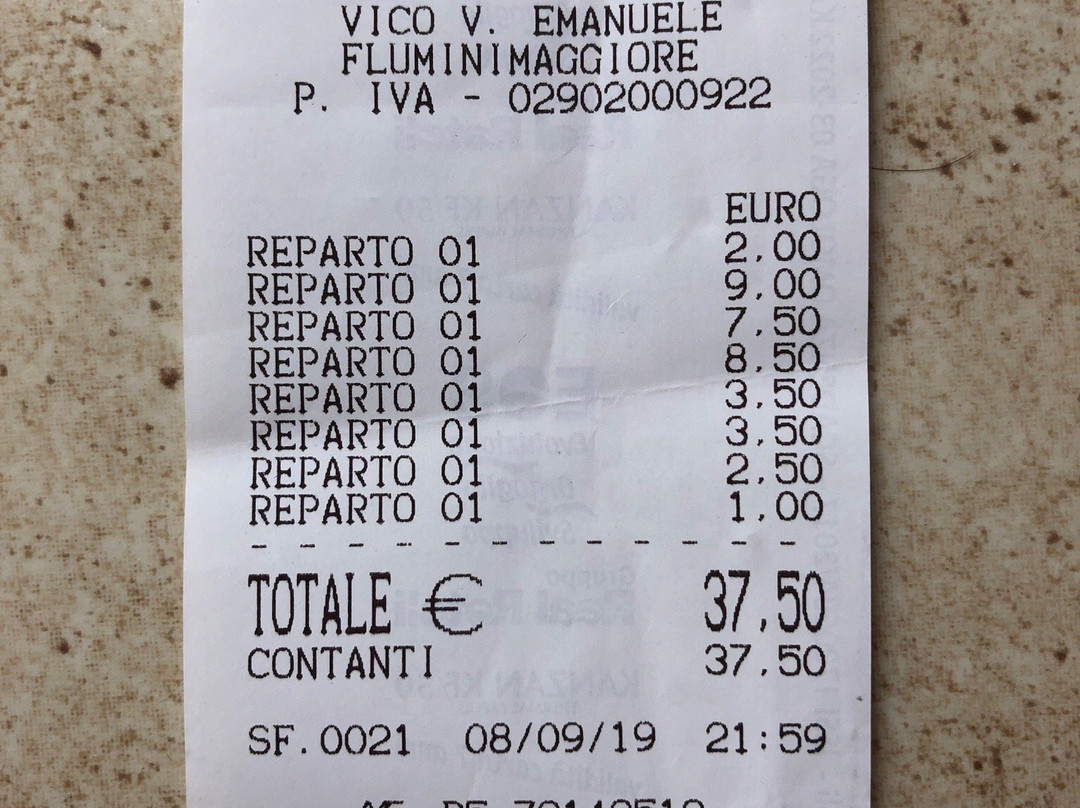 VICO V. EMANUELE
FLUMINIMAGGIORE
P. IVA - 02902000922
EURO
REPARTO 01 2,00
REPARTO 01 9,00
REPARTO 01 7,50
REPARTO 01 8,50
REPARTO 01 3,50
REPARTO 01 3,50
REPARTO 01 2,50
REPARTO 01 1,00
- - - - - - - - - - - -
TOTALE € 37,50
CONTANTI 37,50
SF.0021 08/09/19 21:59